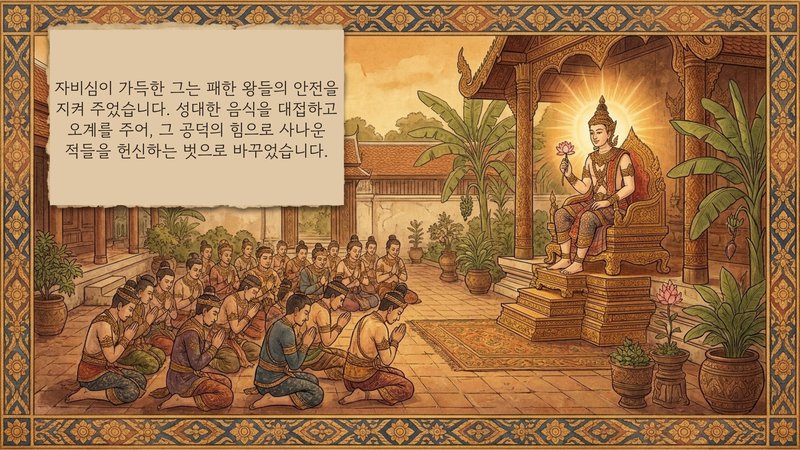 자비심이 가득한 그는 패한 왕들의 안전을
지켜 주었습니다. 성대한 음식을 대접하고
오계를 주어, 그 공덕의 힘으로 사나운
적들을 헌신하는 벗으로 바꾸었습니다.